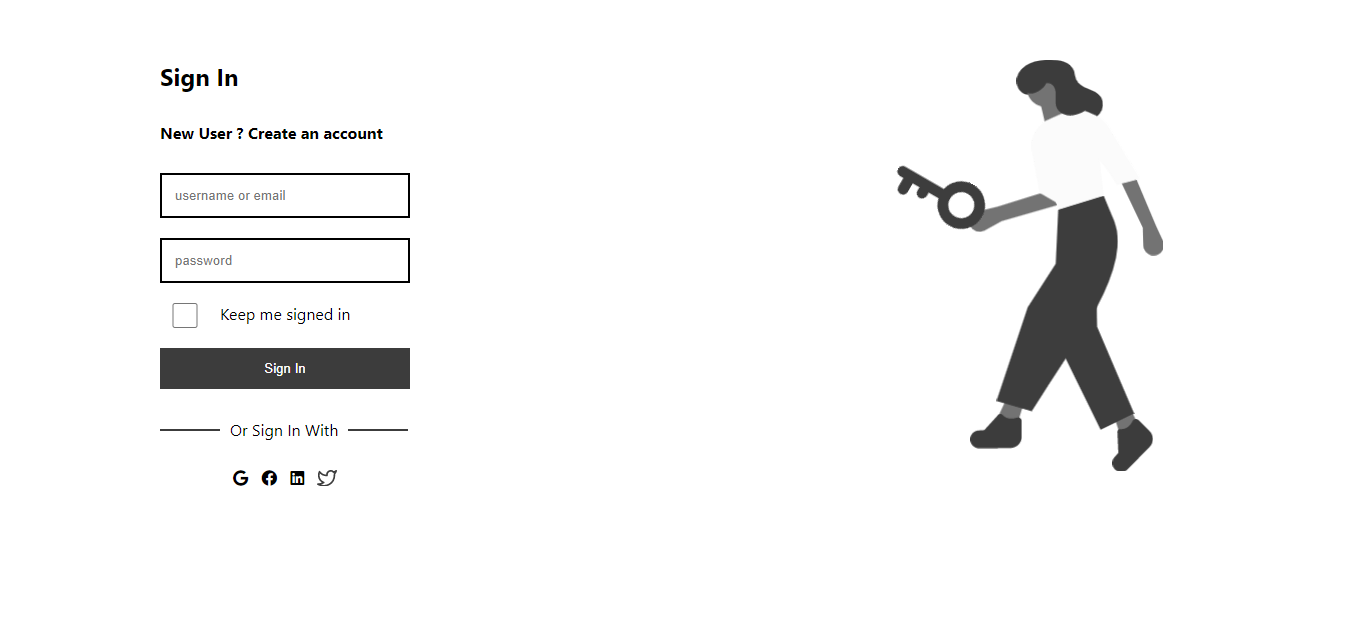 Sign In
New User ? Create an account
username or email
password
Keep me signed in
Sign In
Or Sign In With